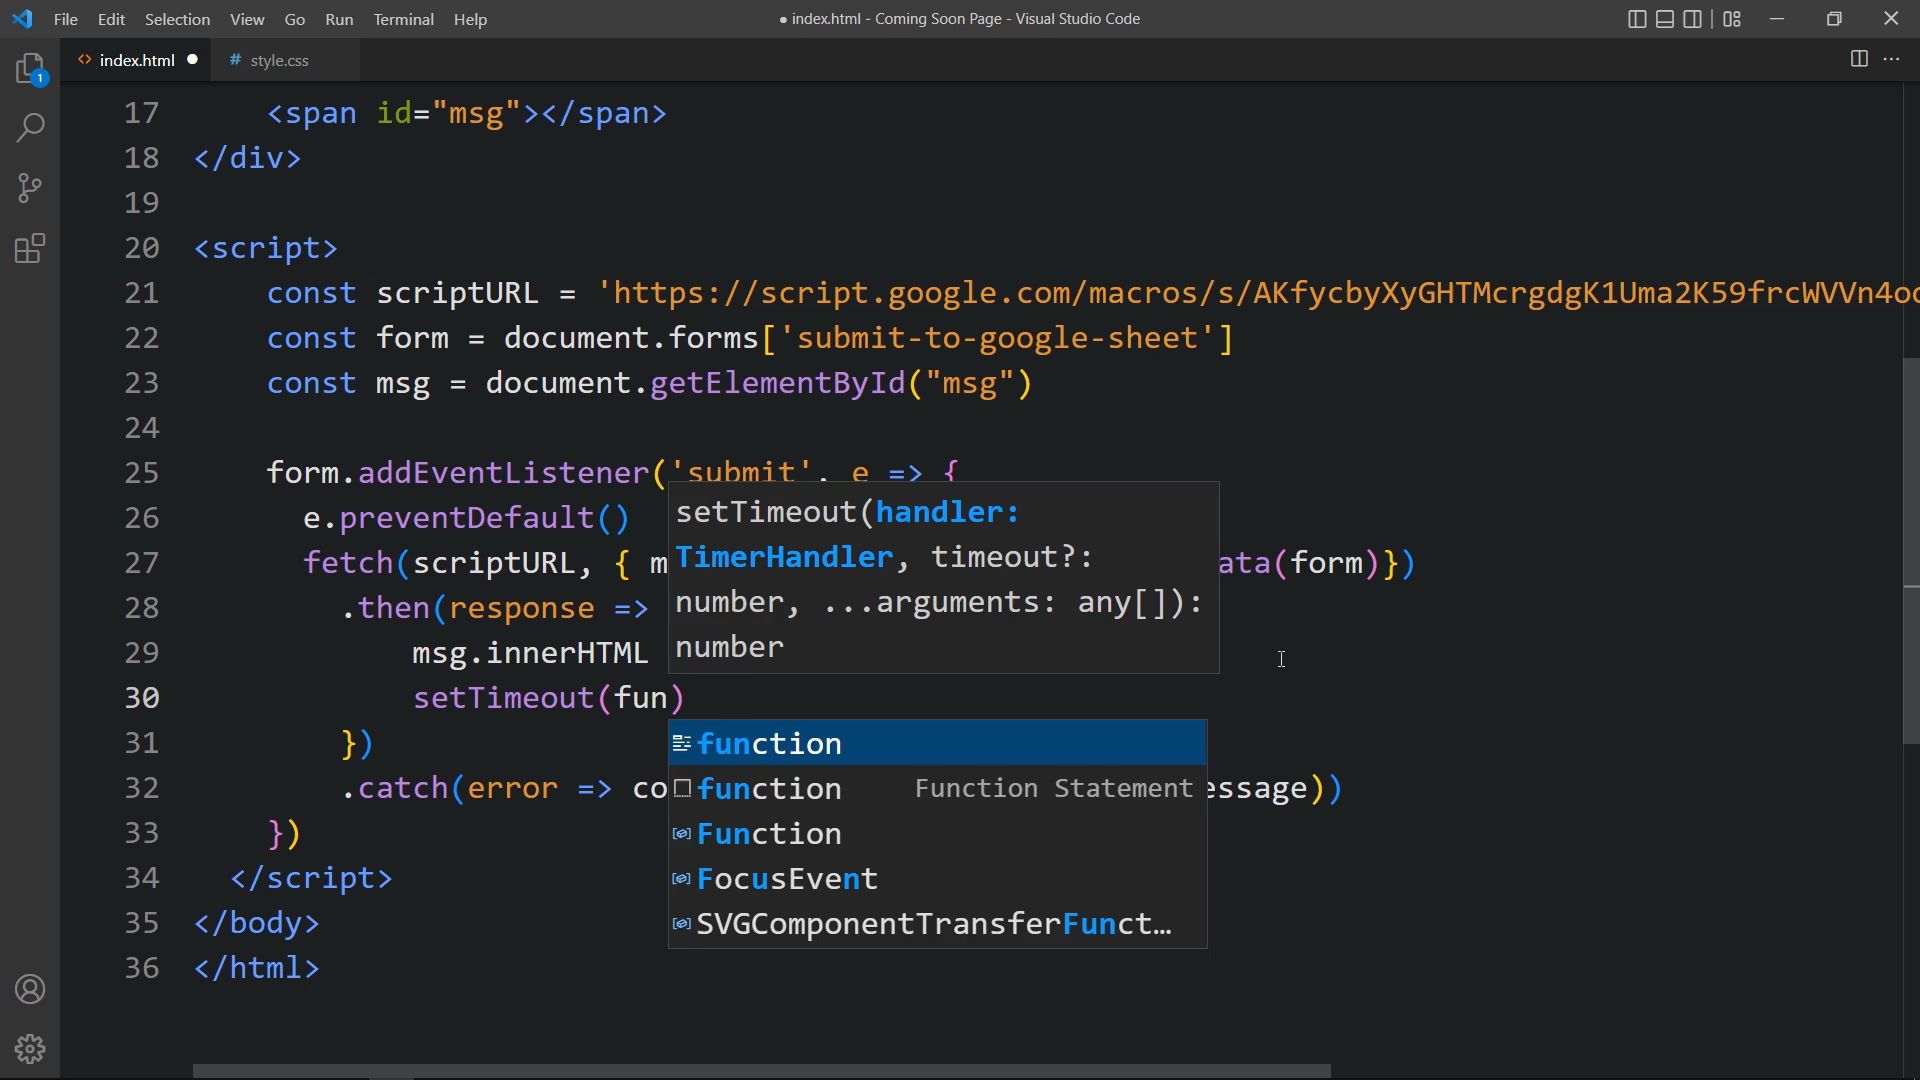 File Edit Selection View Go Run Terminal Help
● index.html - Coming Soon Page - Visual Studio Code
<> index.html ● # style.css
1
17 <span id="msg"></span>
18 </div>
19
20 <script>
21 const scriptURL = 'https://script.google.com/macros/s/AKfycbyXyGHTMcrgdgK1Uma2K59frcWVVn4oc
22 const form = document.forms['submit-to-google-sheet']
23 const msg = document.getElementById("msg")
24
25 form.addEventListener('submit', e => {
26 e.preventDefault()
27 fetch(scriptURL, { m ata(form)})
28 .then(response =>
29 msg.innerHTML
30 setTimeout(fun)
31 })
32 .catch(error => co essage))
33 })
34 </script>
35 </body>
36 </html>
setTimeout(handler:
TimerHandler, timeout?:
number, ...arguments: any[]):
number
function
function Function Statement
Function
FocusEvent
SVGComponentTransferFunct…